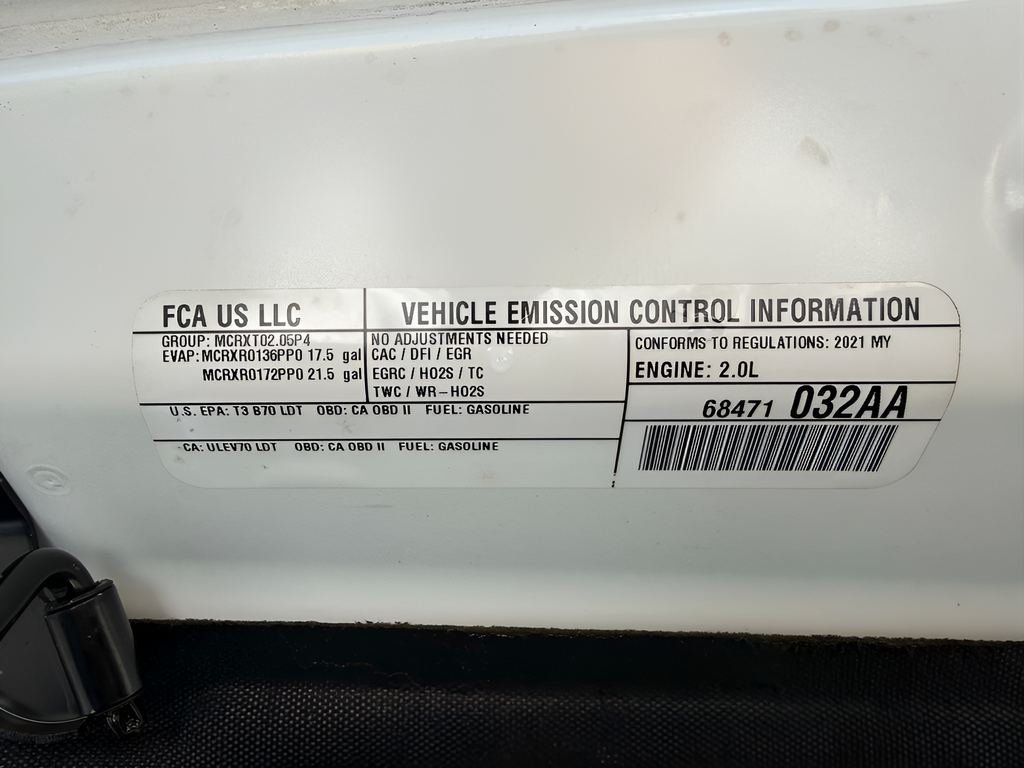 FCA US LLC
VEHICLE EMISSION CONTROL INFORMATION
GROUP: MCRXT02.05P4
EVAP: MCRXR0136PP0 17.5 gal
MCRXR0172PP0 21.5 gal
NO ADJUSTMENTS NEEDED
CAC / DFI / EGR
EGRC / HO2S / TC
TWC / WR-HO2S
CONFORMS TO REGULATIONS: 2021 MY
ENGINE: 2.0L
68471 032AA
U.S. EPA: T3 B70 LDT OBD: CA OBD II FUEL: GASOLINE
CA: ULEV70 LDT OBD: CA OBD II FUEL: GASOLINE